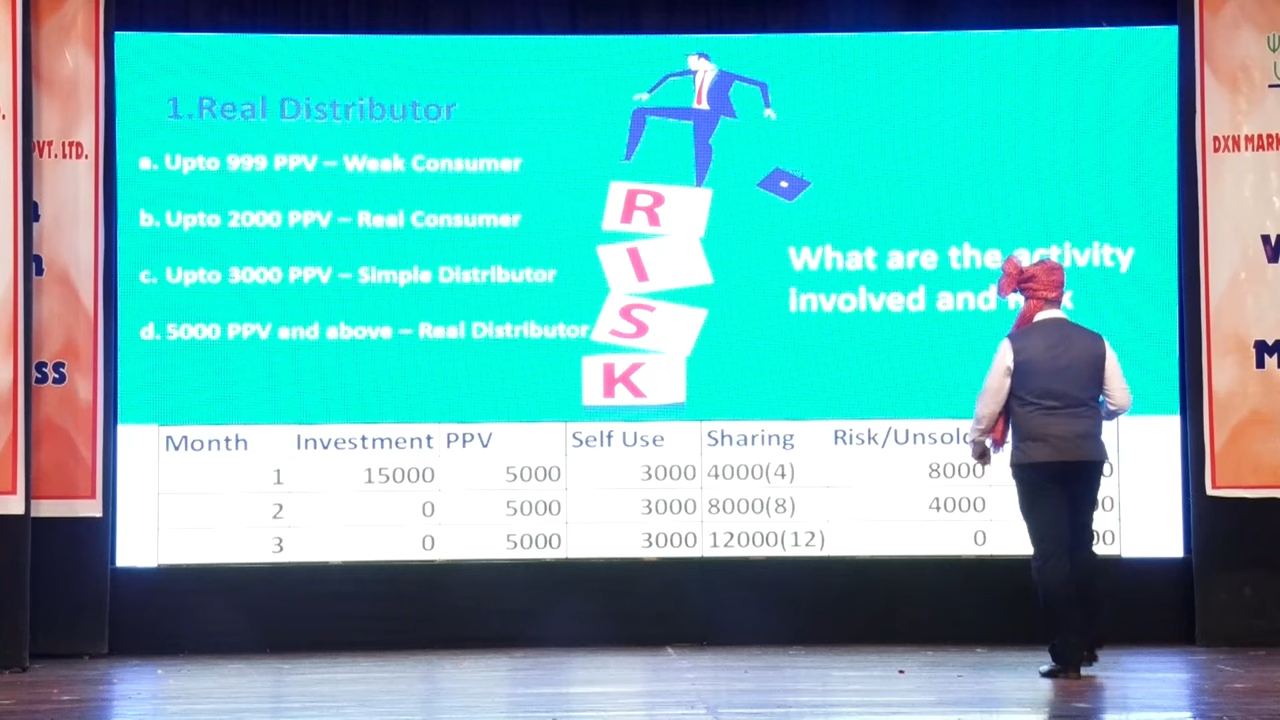 1.Real Distributor
a. Upto 999 PPV – Weak Consumer
b. Upto 2000 PPV – Real Consumer
c. Upto 3000 PPV – Simple Distributor
d. 5000 PPV and above – Real Distributor
R
I
S
K
What are the activity
involved and
Month Investment PPV Self Use Sharing Risk/Unsold
1 15000 5000 3000 4000(4) 8000
2 0 5000 3000 8000(8) 4000
3 0 5000 3000 12000(12) 0
PVT. LTD.
ss
DXN MARK